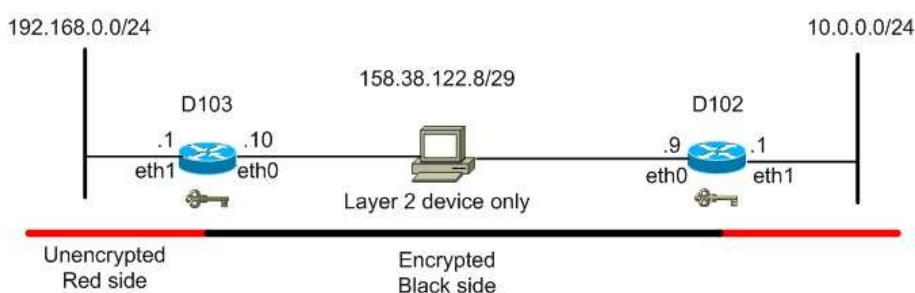 192.168.0.0/24
10.0.0.0/24
158.38.122.8/29
D103
D102
.1
.10
.9
.1
eth1
eth0
eth0
eth1
Layer 2 device only
Unencrypted
Red side
Encrypted
Black side